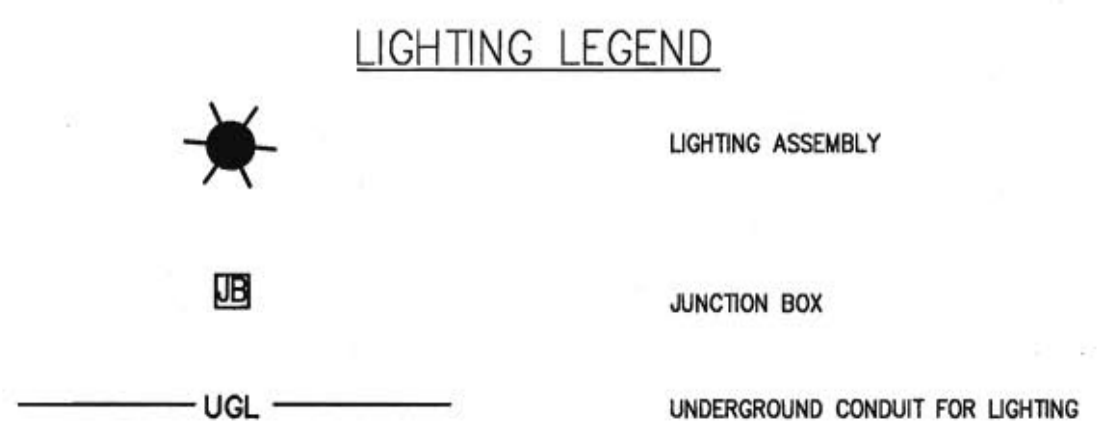 LIGHTING LEGEND
LIGHTING ASSEMBLY
JB JUNCTION BOX
UGL UNDERGROUND CONDUIT FOR LIGHTING